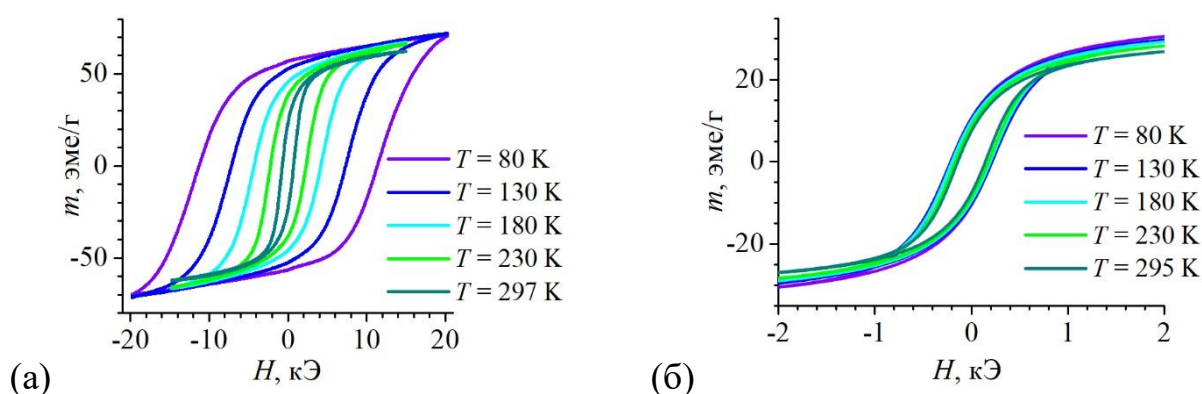 50
0
-50
-20
-10
0
10
20
m, эме/г
H, кЭ
T = 80 K
T = 130 K
T = 180 K
T = 230 K
T = 297 K
(а)
20
0
-20
-2
-1
0
1
2
m, эме/г
H, кЭ
T = 80 K
T = 130 K
T = 180 K
T = 230 K
T = 295 K
(б)